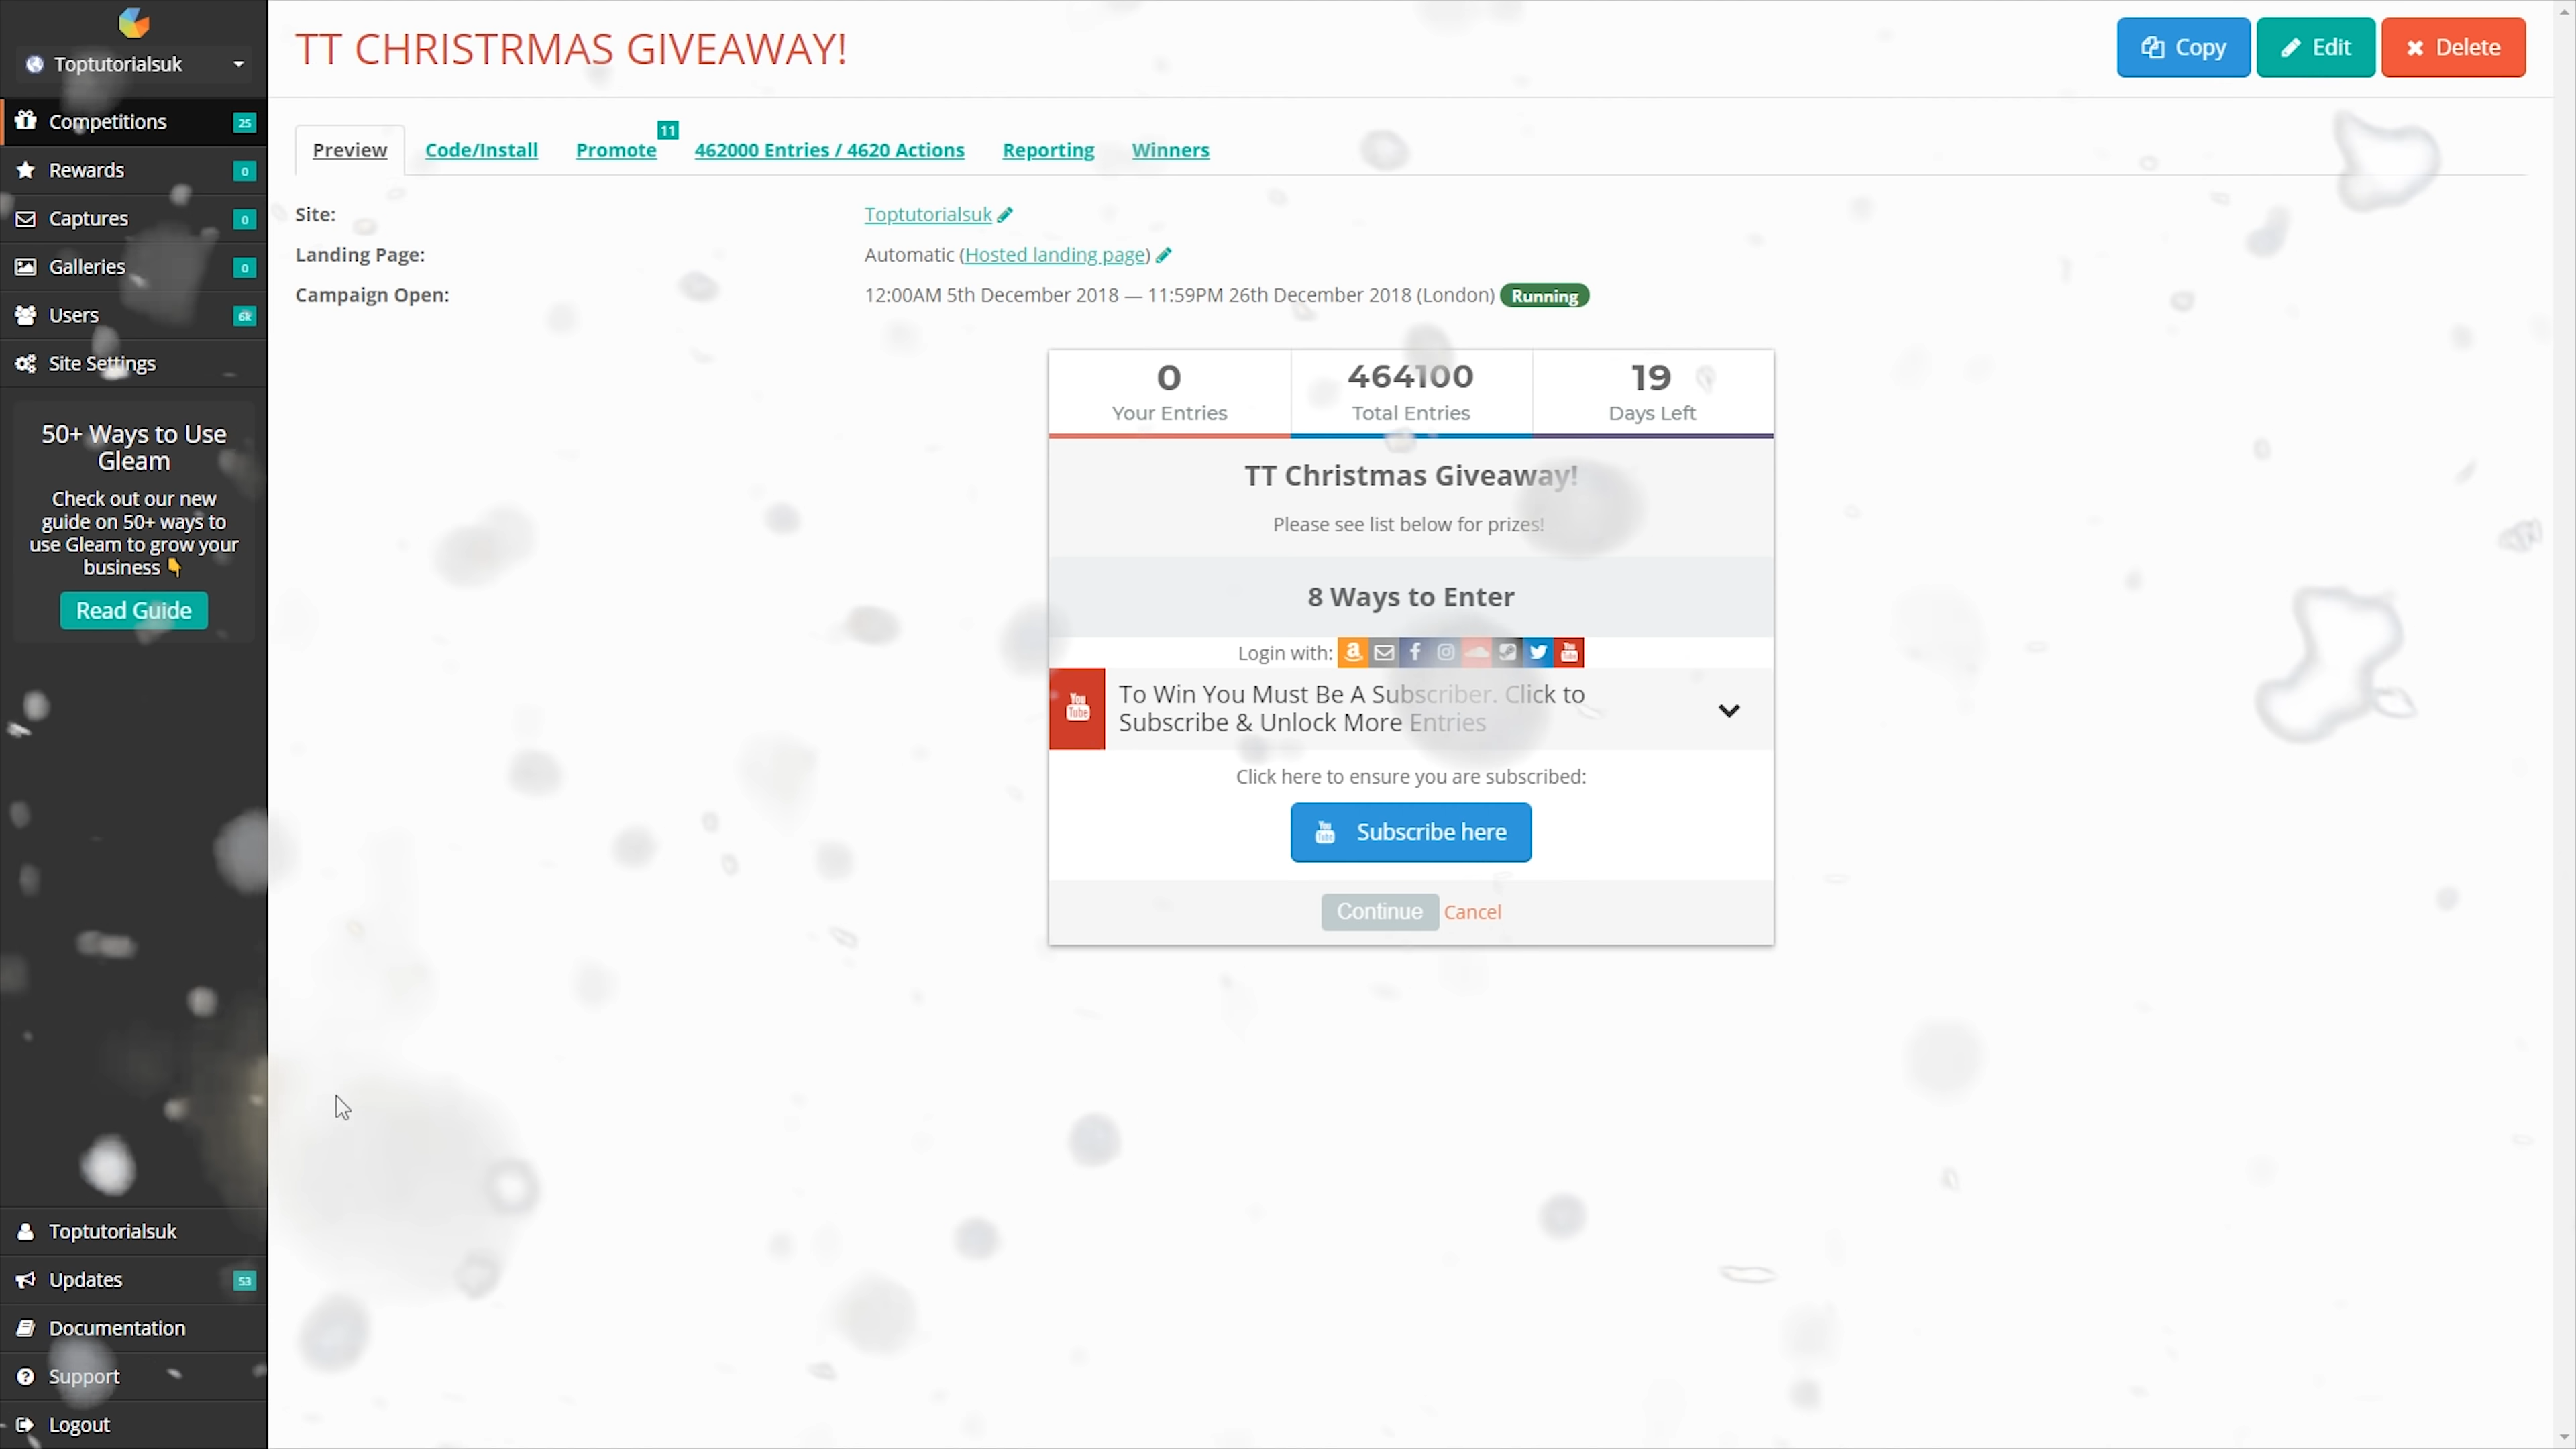 Toptutorialsuk
Competitions 25
Rewards 0
Captures 0
Galleries 0
Users 6k
Site Settings
50+ Ways to Use
Gleam
Check out our new
guide on 50+ ways to
use Gleam to grow your
business
Read Guide
Toptutorialsuk
Updates 53
Documentation
Support
Logout
TT CHRISTRMAS GIVEAWAY!
Copy Edit Delete
Preview Code/Install Promote 11 462000 Entries / 4620 Actions Reporting Winners
Site: Toptutorialsuk
Landing Page: Automatic (Hosted landing page)
Campaign Open: 12:00AM 5th December 2018 — 11:59PM 26th December 2018 (London) Running
0 464100 19
Your Entries Total Entries Days Left
TT Christmas Giveaway!
Please see list below for prizes!
8 Ways to Enter
Login with:
You Tube
To Win You Must Be A Subscriber. Click to
Subscribe & Unlock More Entries
Click here to ensure you are subscribed:
You Tube Subscribe here
Continue Cancel